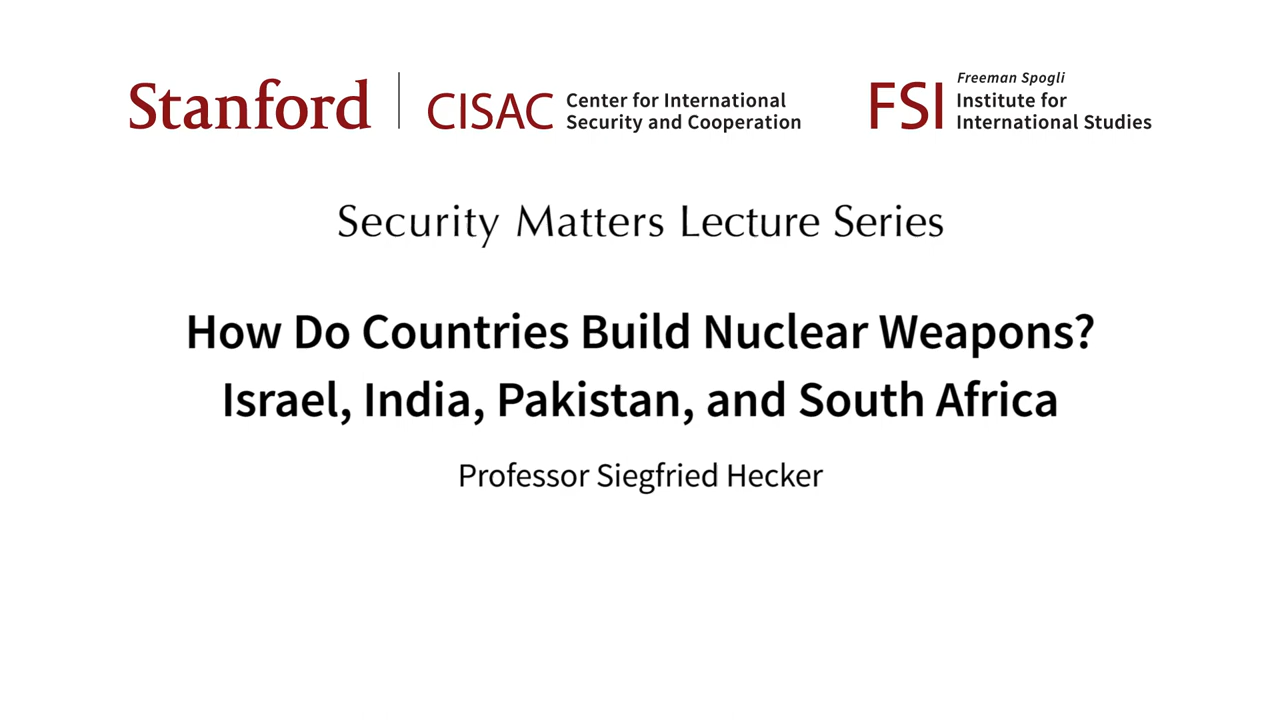 Stanford
CISAC
Center for International
Security and Cooperation
FSI
Freeman Spogli
Institute for
International Studies
Security Matters Lecture Series
How Do Countries Build Nuclear Weapons?
Israel, India, Pakistan, and South Africa
Professor Siegfried Hecker